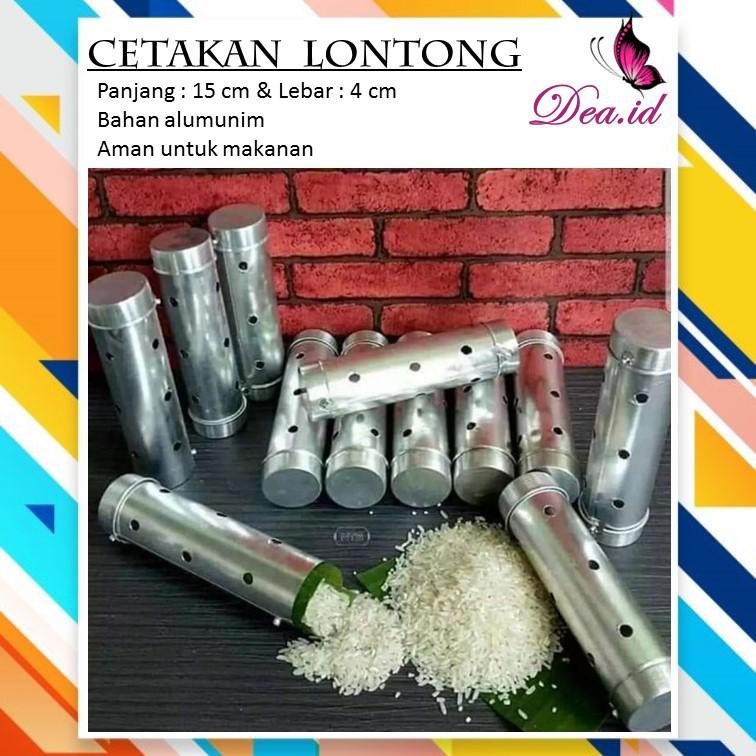 CETAKAN LONTONG
Panjang : 15 cm & Lebar : 4 cm
Bahan alumunim
Aman untuk makanan
Dea.id